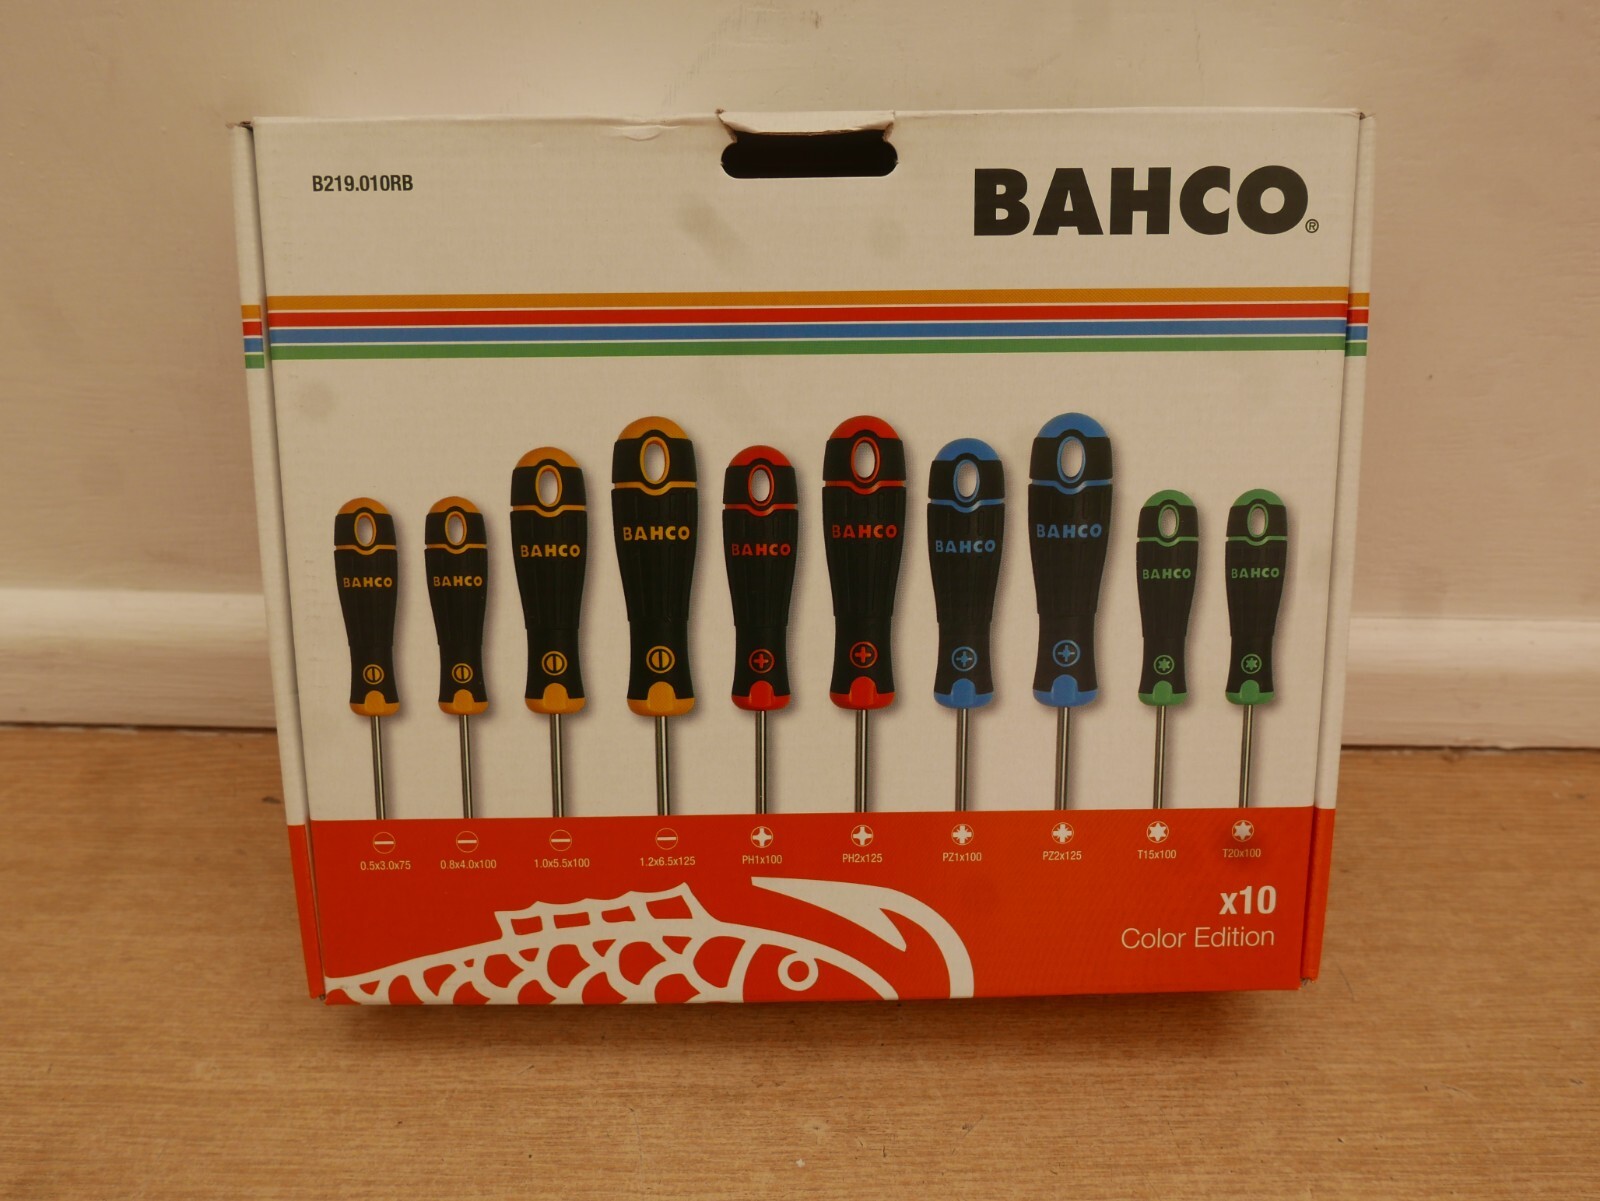 B219.010RB
BAHCO®
BAHCO BAHCO BAHCO BAHCO BAHCO BAHCO BAHCO BAHCO BAHCO BAHCO
0.5x3.0x75 0.8x4.0x100 1.0x5.5x100 1.2x6.5x125 PH1x100 PH2x125 PZ1x100 PZ2x125 T15x100 T20x100
x10
Color Edition